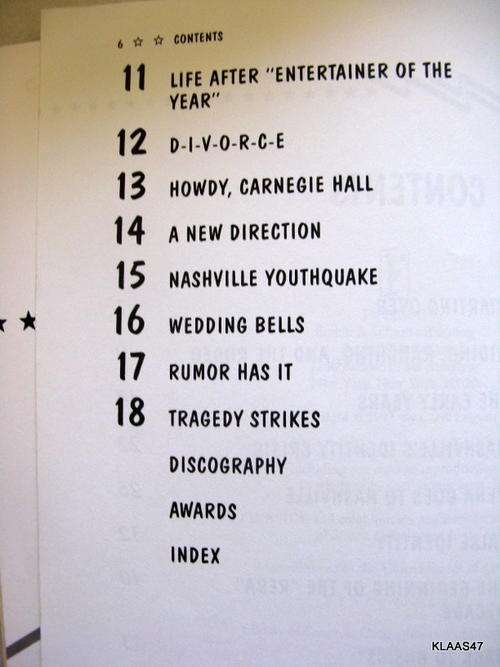 6 ☆ ☆ CONTENTS
11 LIFE AFTER "ENTERTAINER OF THE
YEAR"
12 D-I-V-O-R-C-E
13 HOWDY, CARNEGIE HALL
14 A NEW DIRECTION
15 NASHVILLE YOUTHQUAKE
16 WEDDING BELLS
17 RUMOR HAS IT
18 TRAGEDY STRIKES
DISCOGRAPHY
AWARDS
INDEX
KLAAS47